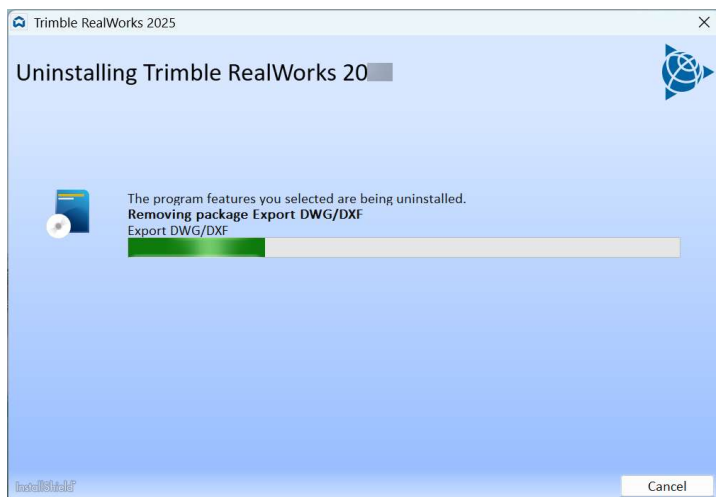 Trimble RealWorks 2025
Uninstalling Trimble RealWorks 20
The program features you selected are being uninstalled.
Removing package Export DWG/DXF
Export DWG/DXF
InstallShield
Cancel